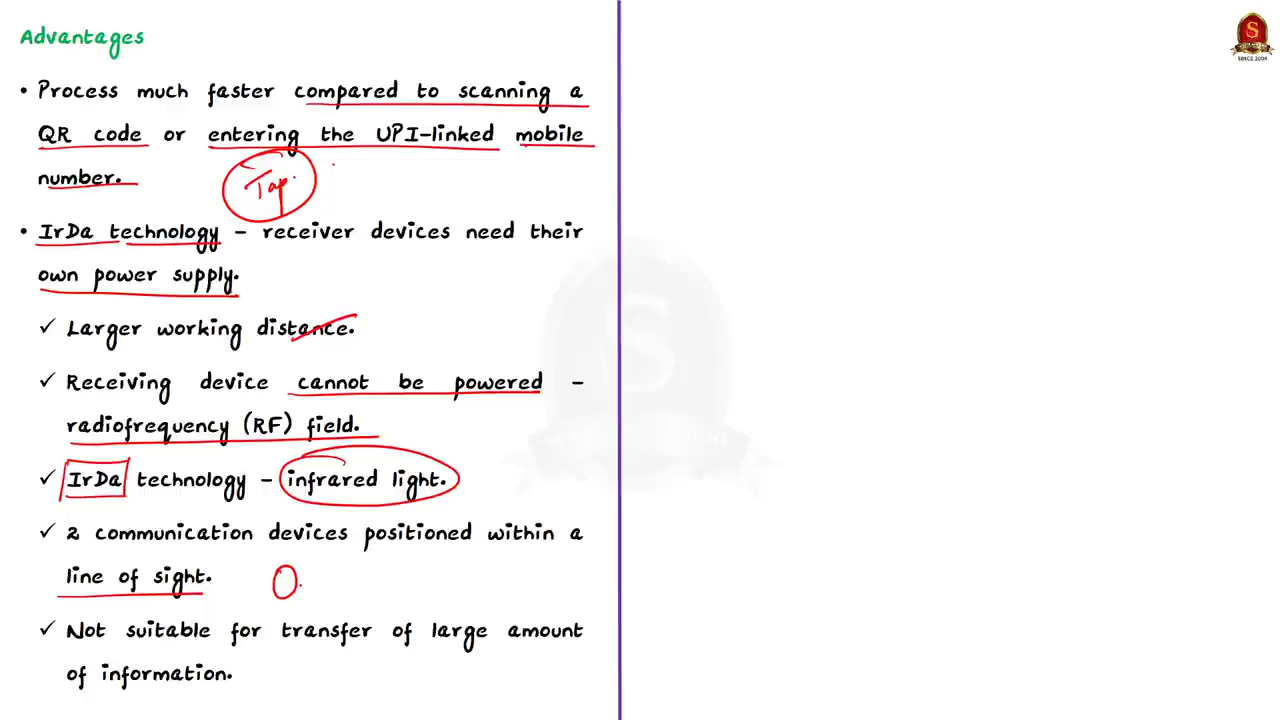 Advantages
• Process much faster compared to scanning a
QR code or entering the UPI-linked mobile
number.
Tap.
• IrDa technology – receiver devices need their
own power supply.
✓ Larger working distance.
✓ Receiving device cannot be powered –
radiofrequency (RF) field.
✓ IrDa technology – infrared light.
✓ 2 communication devices positioned within a
line of sight.
✓ Not suitable for transfer of large amount
of information.
S
SINCE 2004